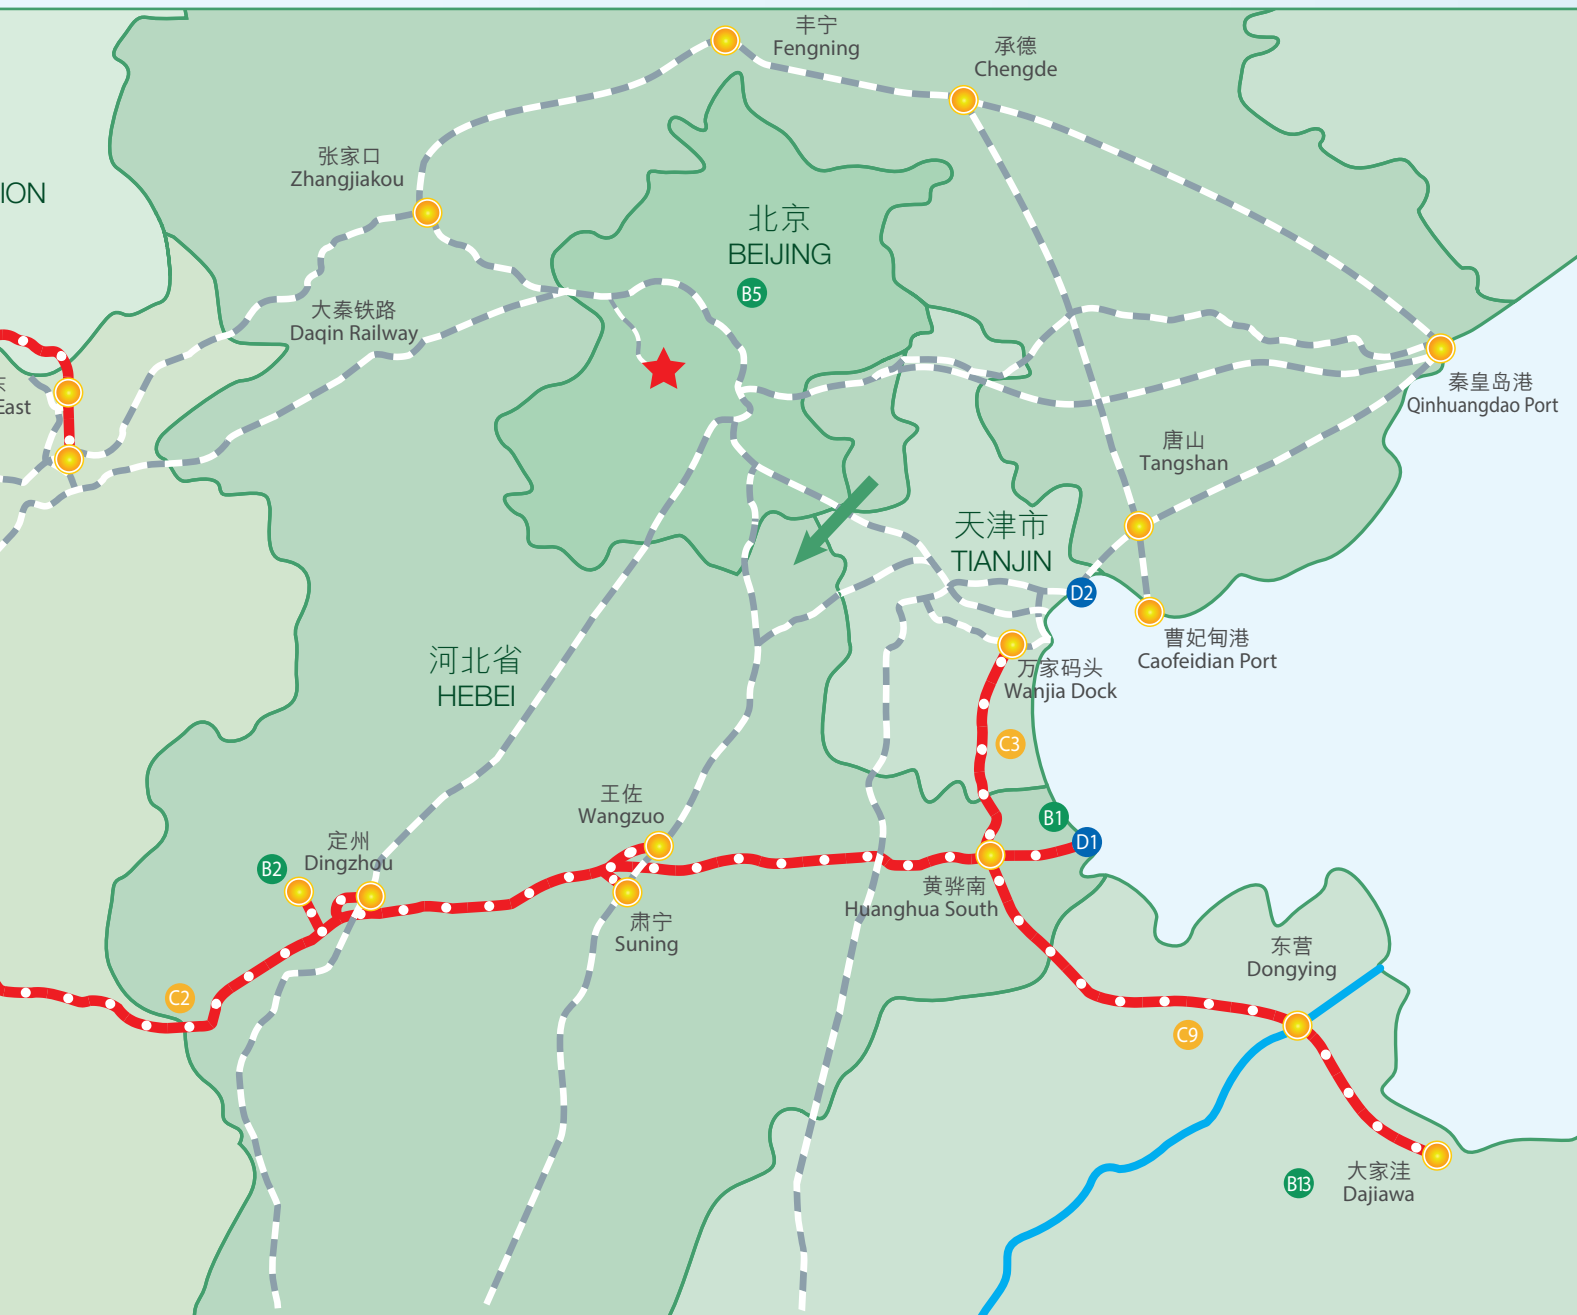 丰宁
Fengning
承德
Chengde
张家口
Zhangjiakou
ION
北京
BEIJING
B5
大秦铁路
Daqin Railway
东
East
秦皇岛港
Qinhuangdao Port
唐山
Tangshan
天津市
TIANJIN
D2
曹妃甸港
Caofeidian Port
万家码头
Wanjia Dock
河北省
HEBEI
C3
王佐
Wangzuo
B1
D1
定州
Dingzhou
B2
黄骅南
Huanghua South
肃宁
Suning
东营
Dongying
C2
C9
大家洼
Dajiawa
B13